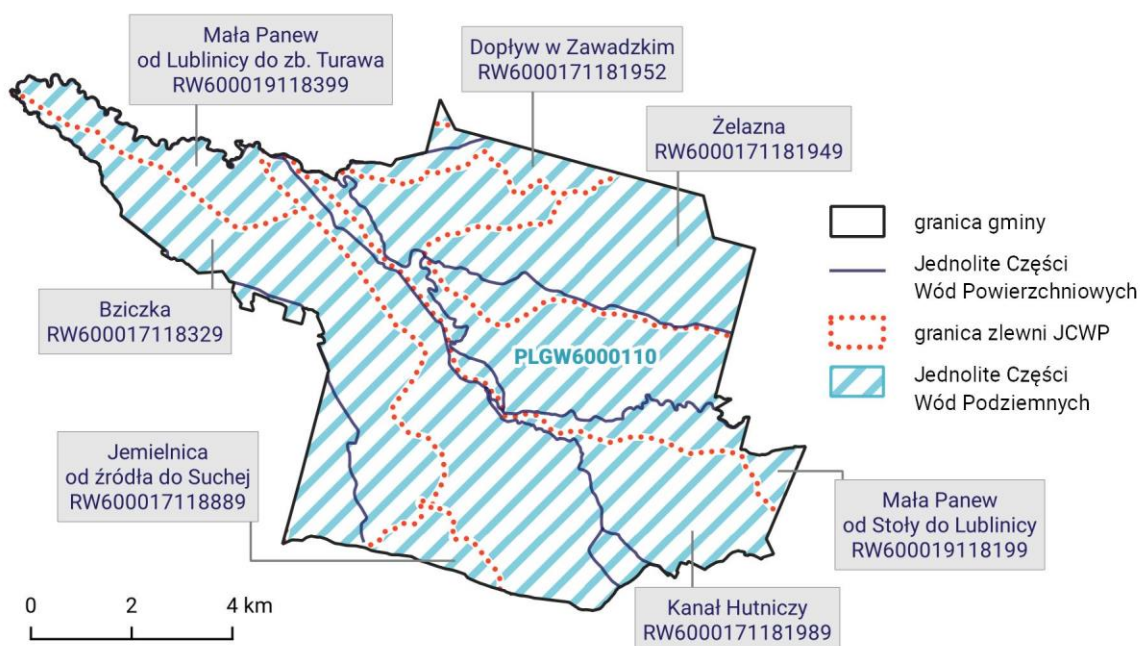 Mała Panew
od Lublinicy do zb. Turawa
RW600019118399
Dopływ w Zawadzkim
RW6000171181952
Żelazna
RW6000171181949
Bziczka
RW600017118329
PLGW6000110
Jemielnica
od źródła do Suchej
RW600017118889
Mała Panew
od Stoły do Lublinicy
RW600019118199
Kanał Hutniczy
RW6000171181989
granica gminy
Jednolite Części
Wód Powierzchniowych
granica zlewni JCWP
Jednolite Części
Wód Podziemnych
0 2 4 km